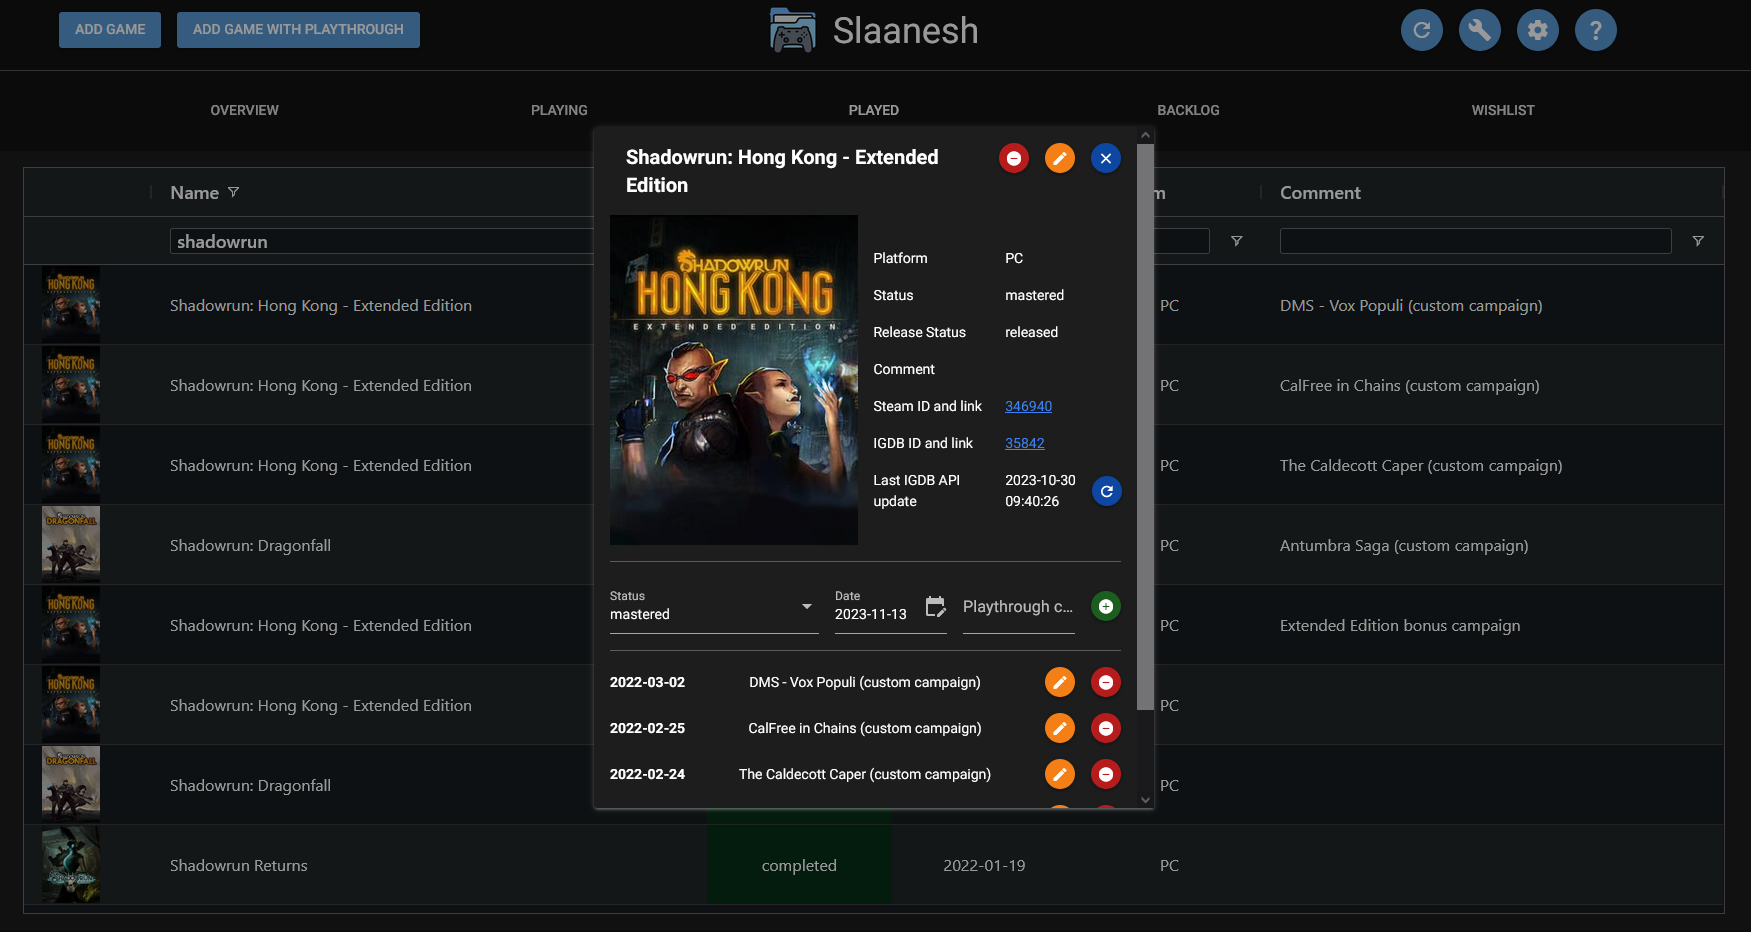 ADD GAME
ADD GAME WITH PLAYTHROUGH
Slaanesh
?
OVERVIEW
PLAYING
PLAYED
BACKLOG
WISHLIST
Name
m
Comment
shadowrun
Shadowrun: Hong Kong - Extended Edition
PC
DMS - Vox Populi (custom campaign)
HONG KONG
Shadowrun: Hong Kong - Extended Edition
PC
CalFree in Chains (custom campaign)
HONG KONG
Shadowrun: Hong Kong - Extended Edition
PC
The Caldecott Caper (custom campaign)
HONG KONG
Shadowrun: Dragonfall
PC
Antumbra Saga (custom campaign)
DRAGONFALL
Shadowrun: Hong Kong - Extended Edition
PC
Extended Edition bonus campaign
HONG KONG
Shadowrun: Hong Kong - Extended Edition
PC
HONG KONG
Shadowrun: Dragonfall
PC
DRAGONFALL
Shadowrun Returns
completed
2022-01-19
PC
SHADOWRUN
Shadowrun: Hong Kong - Extended
Edition
SHADOWRUN
HONG KONG
EXTENDED EDITION
Platform
PC
Status
mastered
Release Status
released
Comment
Steam ID and link
346940
IGDB ID and link
35842
Last IGDB API
update
2023-10-30
09:40:26
Status
mastered
Date
2023-11-13
Playthrough c...
2022-03-02
DMS - Vox Populi (custom campaign)
2022-02-25
CalFree in Chains (custom campaign)
2022-02-24
The Caldecott Caper (custom campaign)